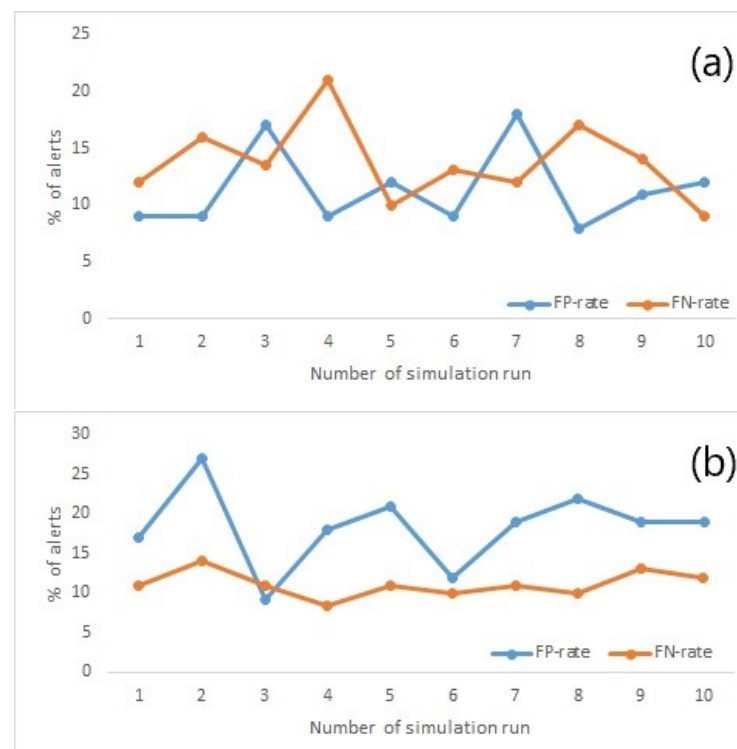 (a)
% of alerts
25
20
15
10
5
0
FP-rate FN-rate
1 2 3 4 5 6 7 8 9 10
Number of simulation run
(b)
% of alerts
30
25
20
15
10
5
0
FP-rate FN-rate
1 2 3 4 5 6 7 8 9 10
Number of simulation run